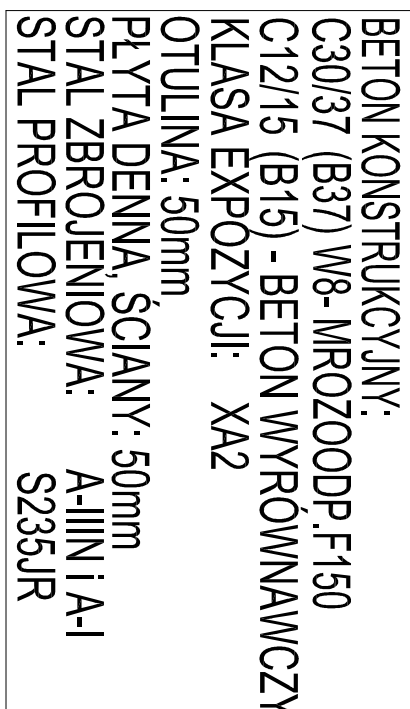 BETON KONSTRUKCYJNY:
C30/37 (B37) W8- MROZOODP.F150
C12/15 (B15) - BETON WYRÓWNAWCZY
KLASA EXPOZYCJI: XA2
OTULINA: 50mm
PŁYTA DENNA, ŚCIANY: 50mm
STAL ZBROJENIOWA: A-IIIN i A-I
STAL PROFILOWA: S235JR